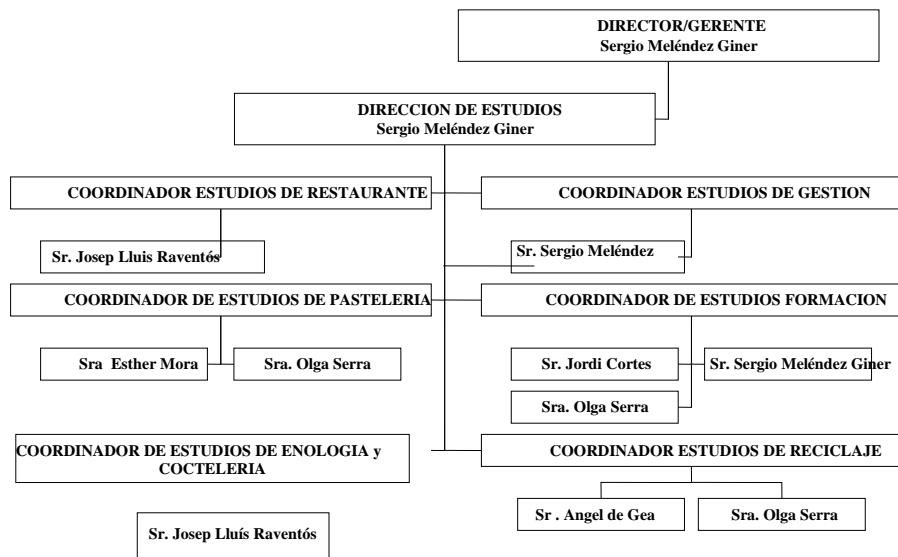 DIRECTOR/GERENTE
Sergio Meléndez Giner
DIRECCION DE ESTUDIOS
Sergio Meléndez Giner
COORDINADOR ESTUDIOS DE RESTAURANTE
COORDINADOR ESTUDIOS DE GESTION
Sr. Josep Lluis Raventós
Sr. Sergio Meléndez
COORDINADOR DE ESTUDIOS DE PASTELERIA
COORDINADOR DE ESTUDIOS FORMACION
Sra Esther Mora
Sra. Olga Serra
Sr. Jordi Cortes
Sr. Sergio Meléndez Giner
Sra. Olga Serra
COORDINADOR DE ESTUDIOS DE ENOLOGIA y
COCTELERIA
COORDINADOR ESTUDIOS DE RECICLAJE
Sr. Josep Lluís Raventós
Sr . Angel de Gea
Sra. Olga Serra